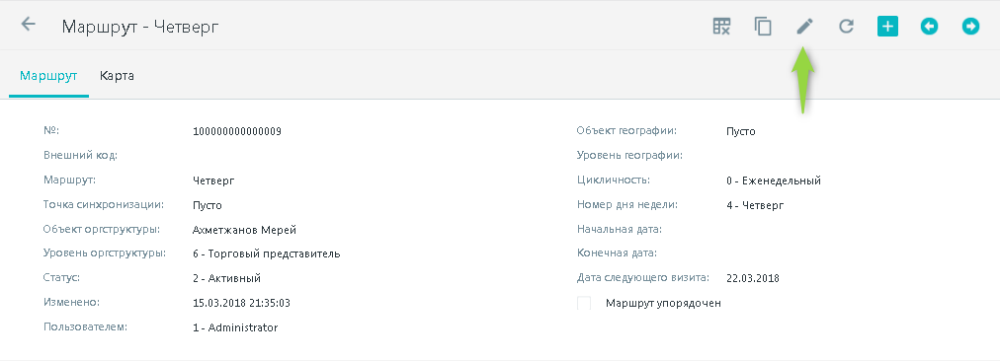 Маршрут - Четверг
Маршрут Карта
№: 100000000000009
Внешний код:
Маршрут: Четверг
Точка синхронизации: Пусто
Объект оргструктуры: Ахметжанов Мерей
Уровень оргструктуры: 6 - Торговый представитель
Статус: 2 - Активный
Изменено: 15.03.2018 21:35:03
Пользователем: 1 - Administrator
Объект географии: Пусто
Уровень географии:
Цикличность: 0 - Еженедельный
Номер дня недели: 4 - Четверг
Начальная дата:
Конечная дата:
Дата следующего визита: 22.03.2018
Маршрут упорядочен